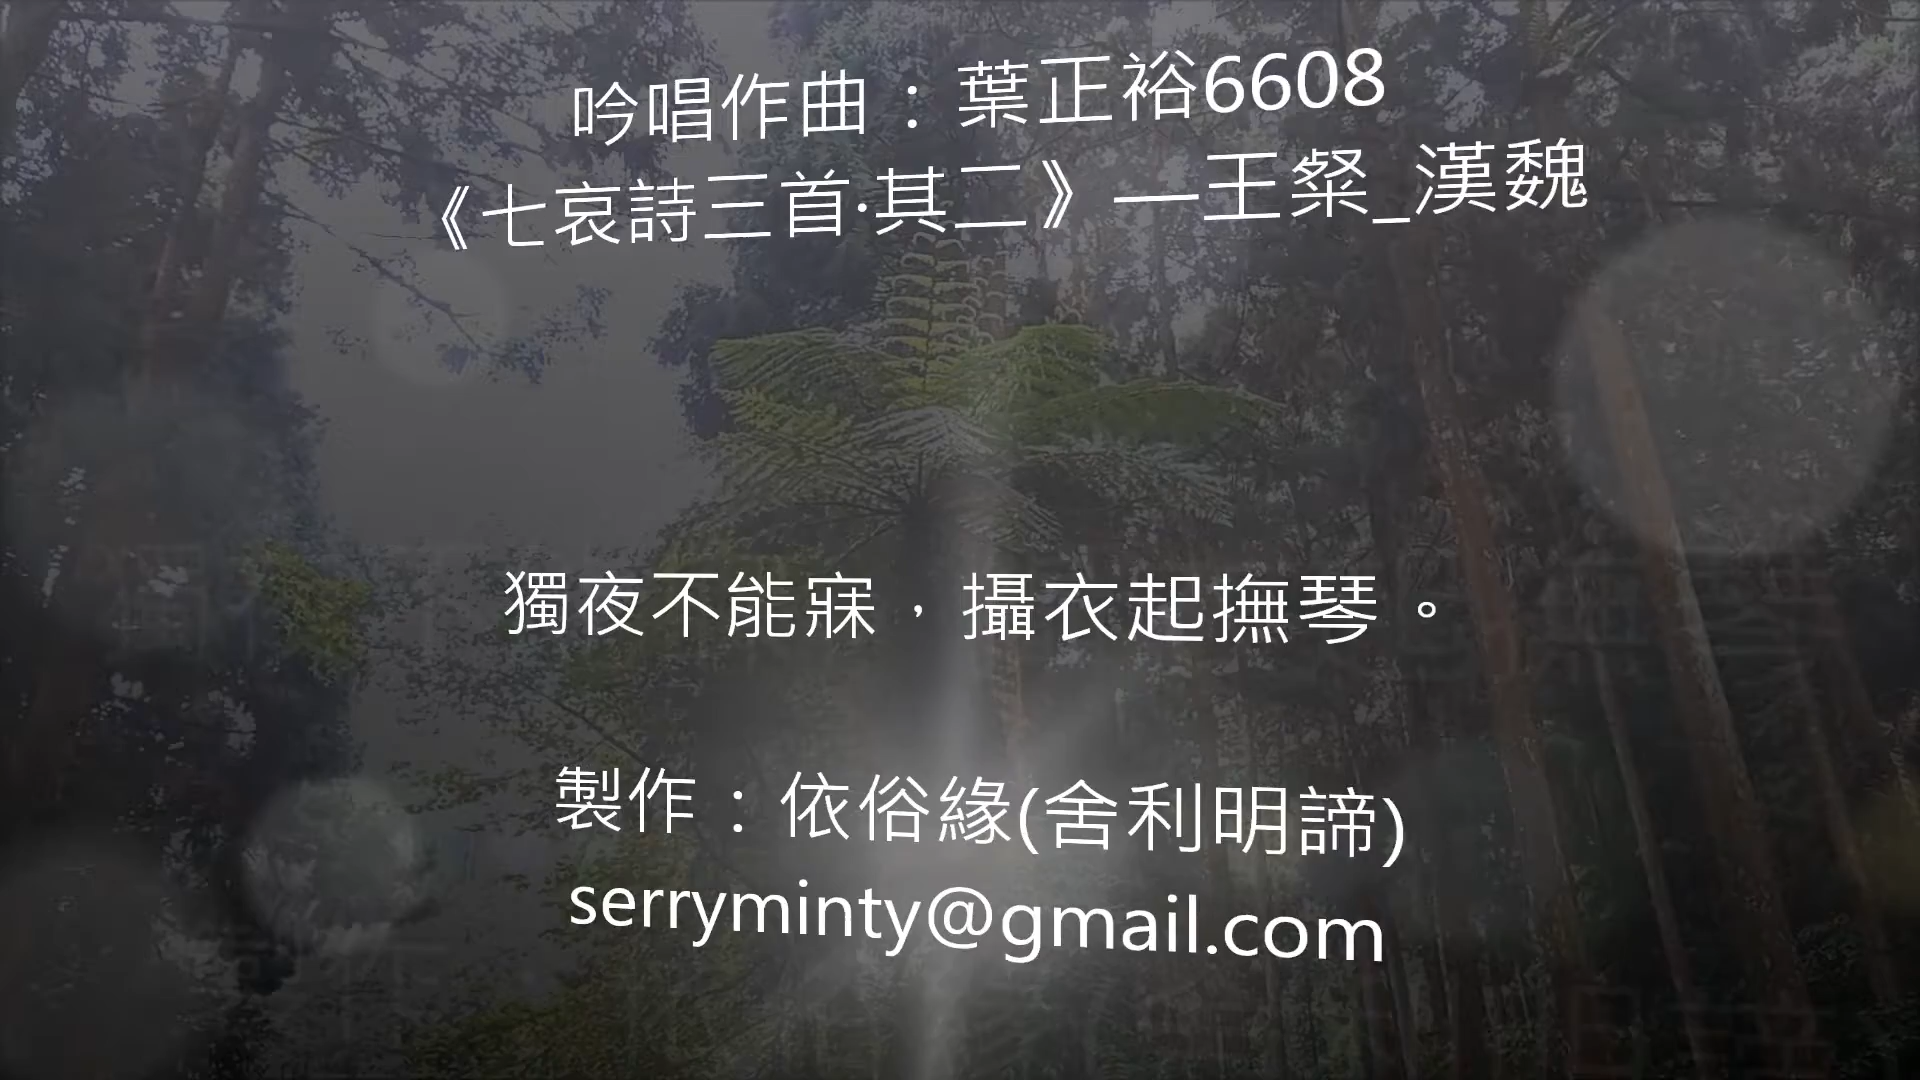 吟唱作曲：葉正裕6608
《七哀詩三首·其二》—王粲_漢魏
獨夜不能寐，攝衣起撫琴。
製作：依俗緣(舍利明諦)
serryminty@gmail.com